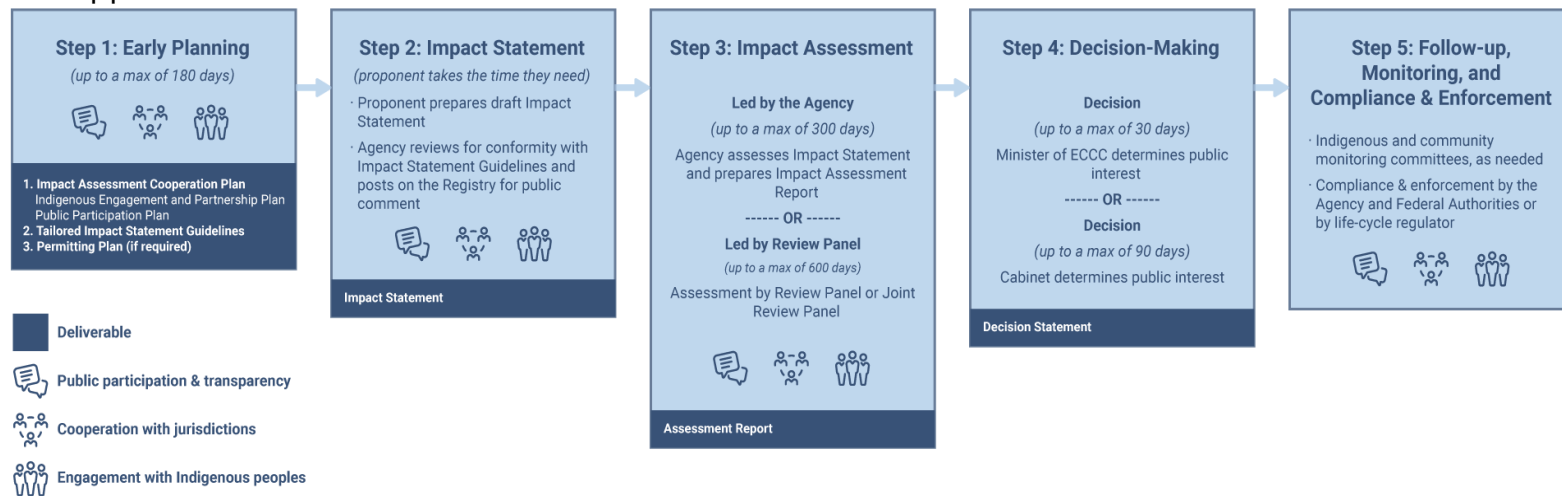 Step 1: Early Planning
(up to a max of 180 days)
1. Impact Assessment Cooperation Plan
Indigenous Engagement and Partnership Plan
Public Participation Plan
2. Tailored Impact Statement Guidelines
3. Permitting Plan (if required)
Step 2: Impact Statement
(proponent takes the time they need)
· Proponent prepares draft Impact
Statement
· Agency reviews for conformity with
Impact Statement Guidelines and
posts on the Registry for public
comment
Impact Statement
Step 3: Impact Assessment
Led by the Agency
(up to a max of 300 days)
Agency assesses Impact Statement
and prepares Impact Assessment
Report
------ OR ------
Led by Review Panel
(up to a max of 600 days)
Assessment by Review Panel or Joint
Review Panel
Assessment Report
Step 4: Decision-Making
Decision
(up to a max of 30 days)
Minister of ECCC determines public
interest
------ OR ------
Decision
(up to a max of 90 days)
Cabinet determines public interest
Decision Statement
Step 5: Follow-up,
Monitoring, and
Compliance & Enforcement
· Indigenous and community
monitoring committees, as needed
· Compliance & enforcement by the
Agency and Federal Authorities or
by life-cycle regulator
Deliverable
Public participation & transparency
Cooperation with jurisdictions
Engagement with Indigenous peoples